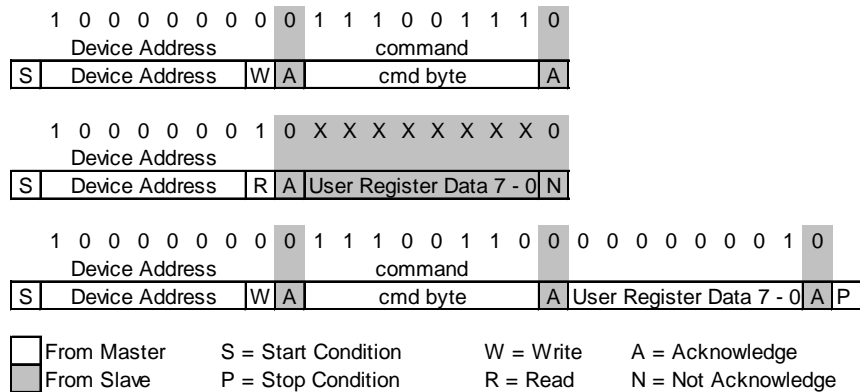 1 0 0 0 0 0 0 0 0 1 1 1 0 0 1 1 1 0
Device Address command
S Device Address W A cmd byte A
1 0 0 0 0 0 0 1 0 X X X X X X X X 0
Device Address
S Device Address R A User Register Data 7 - 0 N
1 0 0 0 0 0 0 0 0 1 1 1 0 0 1 1 0 0 0 0 0 0 0 0 0 1 0
Device Address command
S Device Address W A cmd byte A User Register Data 7 - 0 A P
From Master S = Start Condition W = Write A = Acknowledge
From Slave P = Stop Condition R = Read N = Not Acknowledge